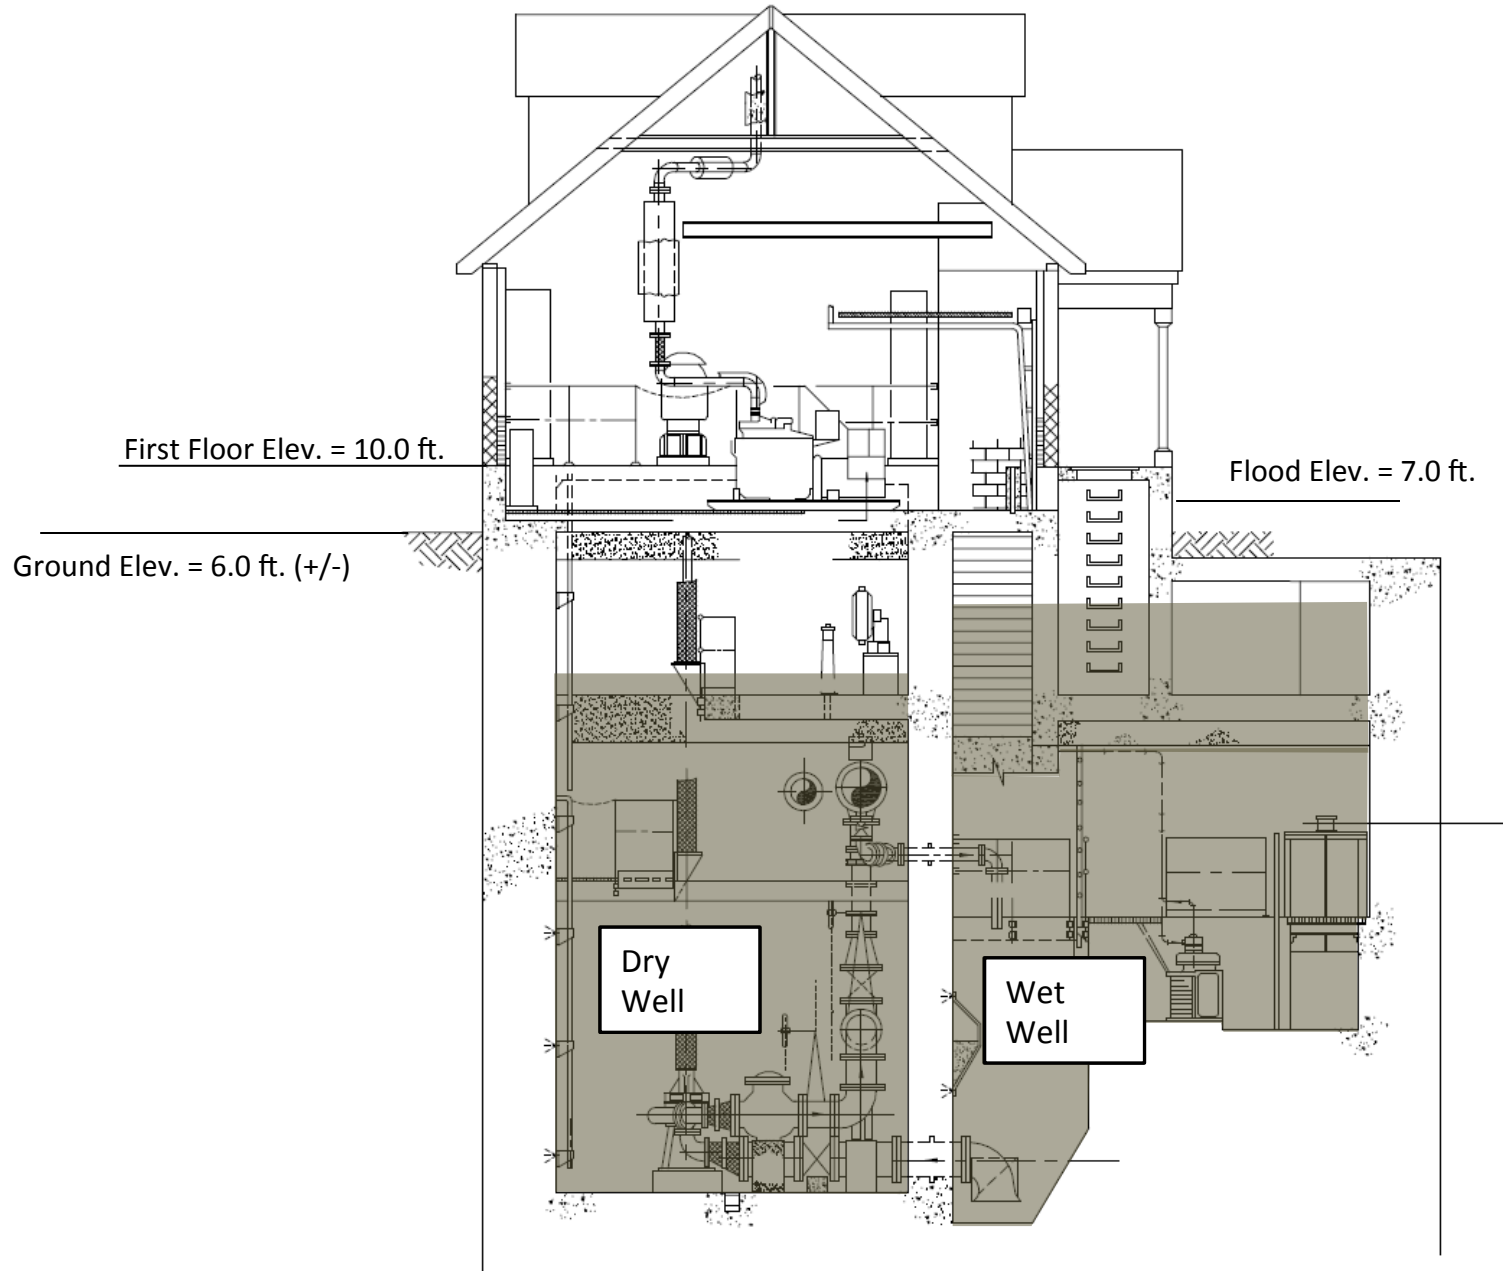 First Floor Elev. = 10.0 ft.
Flood Elev. = 7.0 ft.
Ground Elev. = 6.0 ft. (+/-)
Dry
Well
Wet
Well